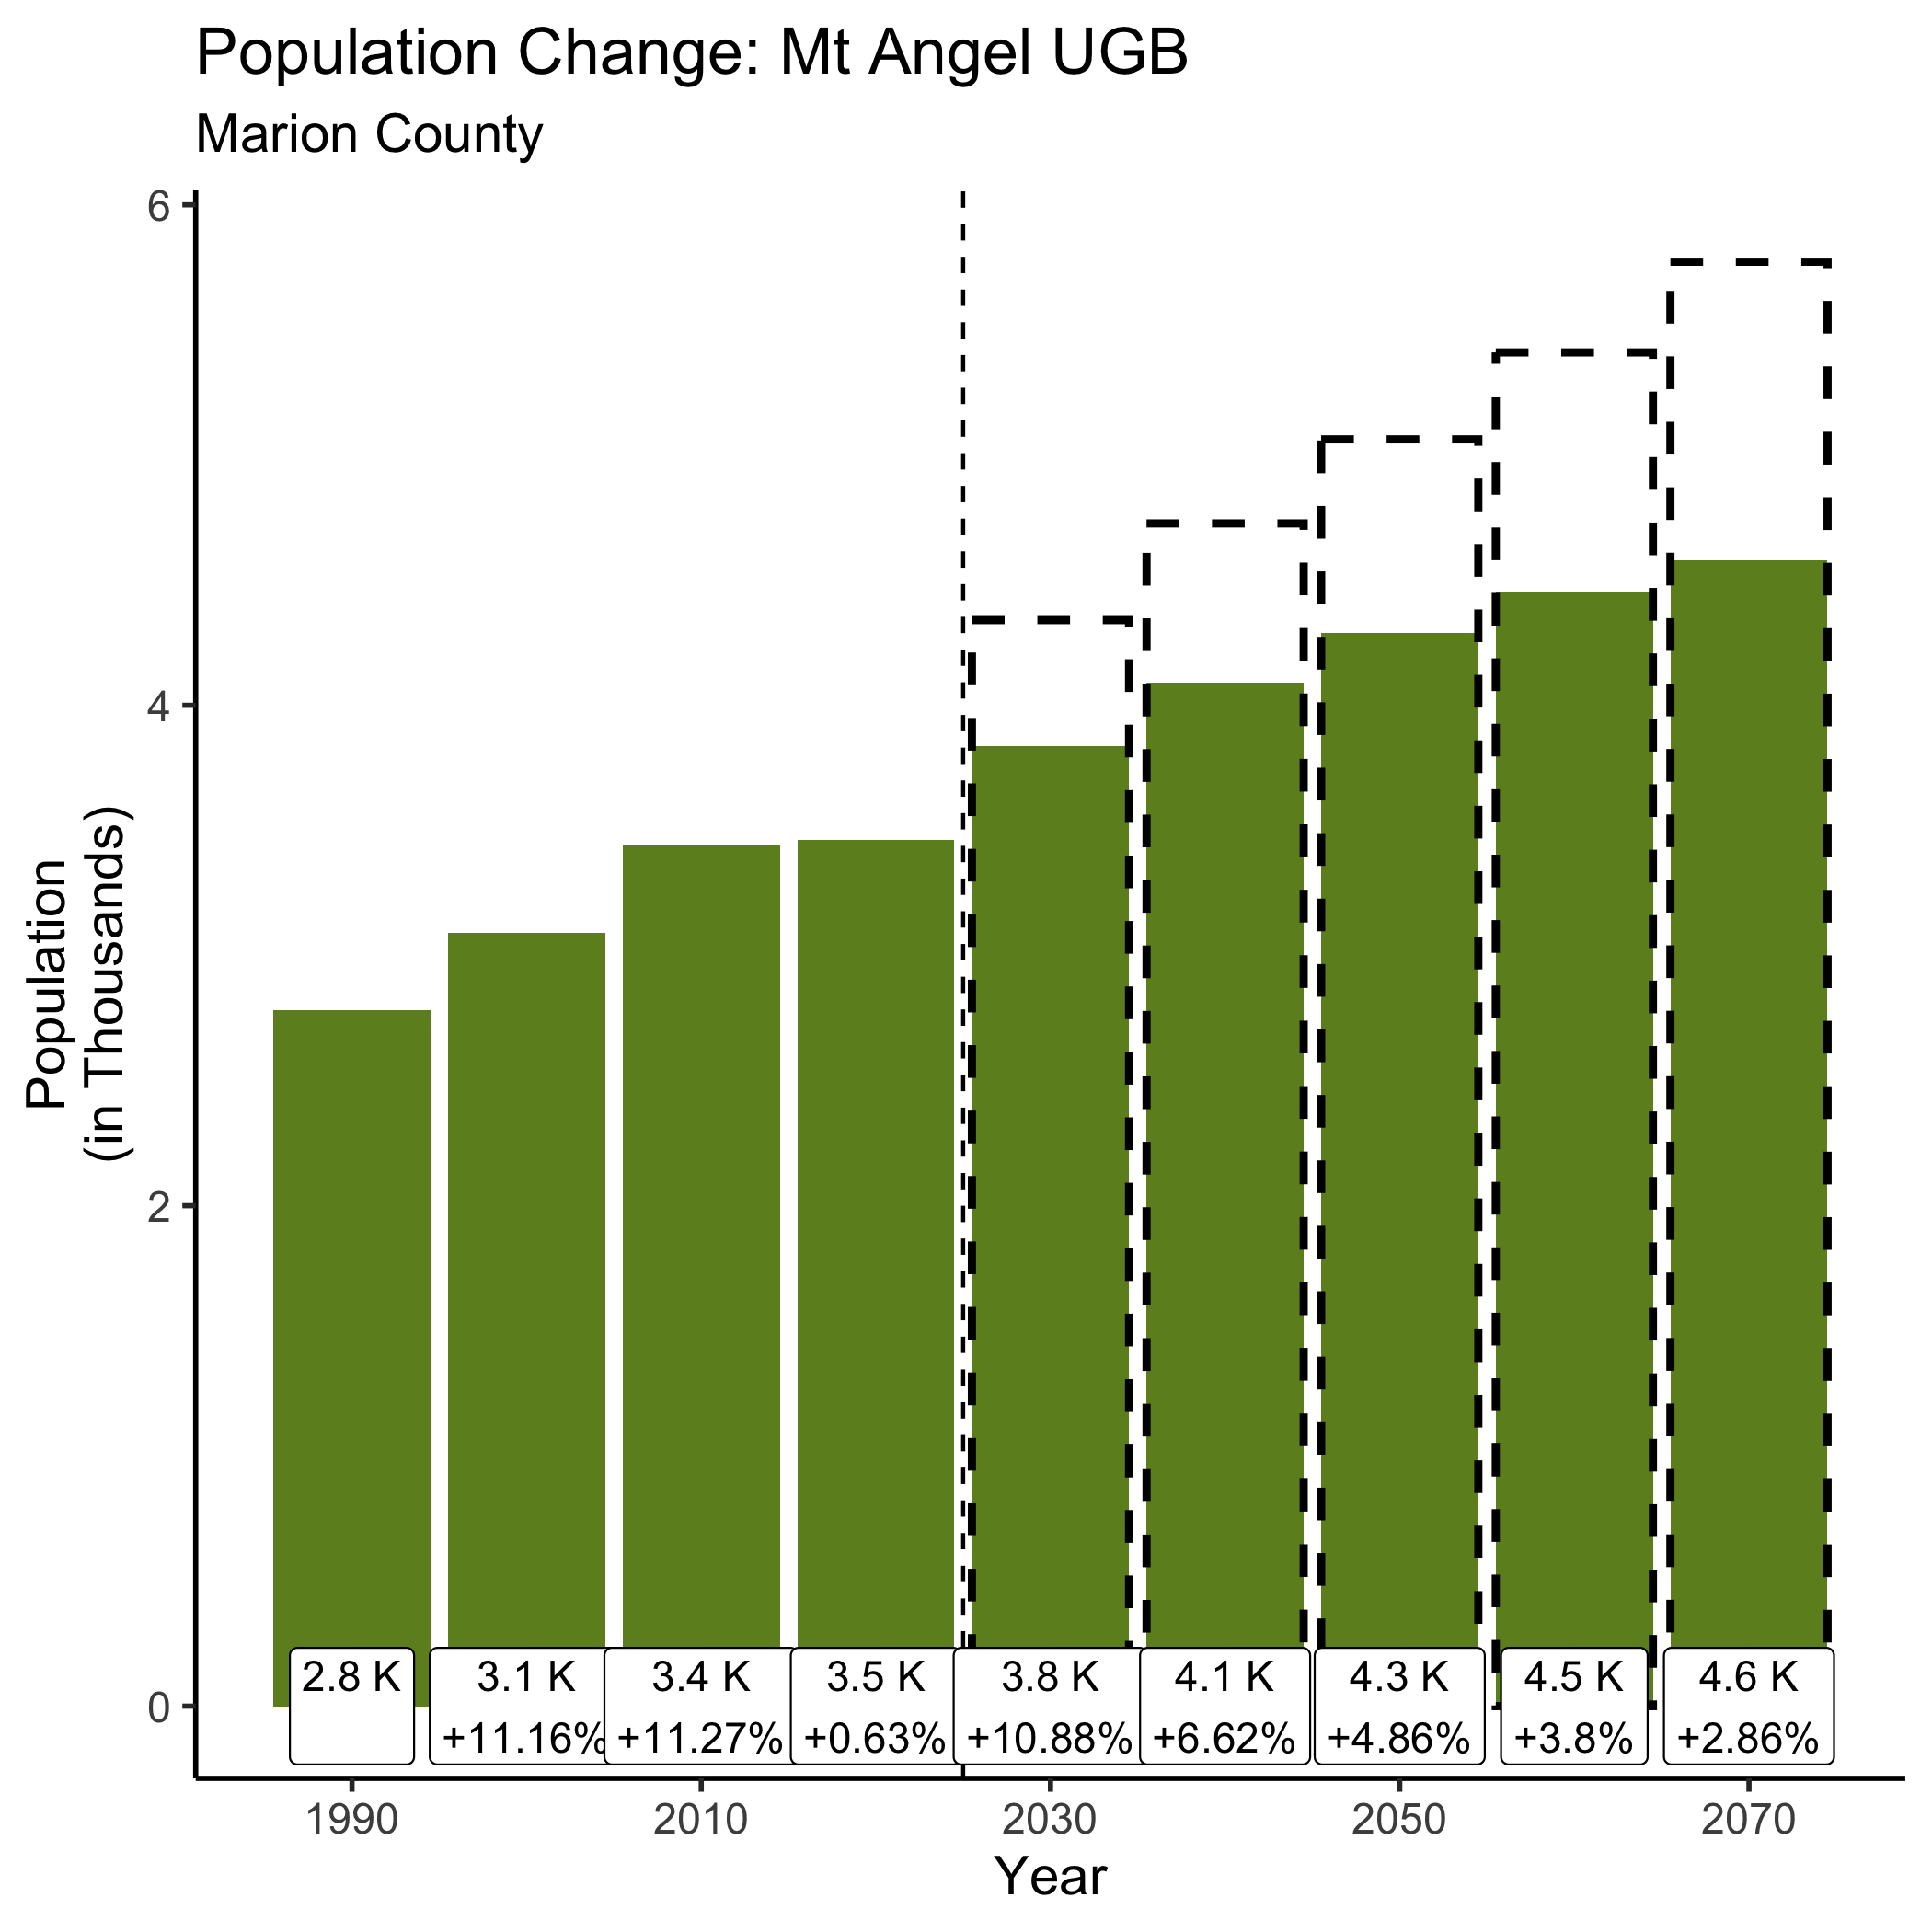 Population Change: Mt Angel UGB
Marion County
Population
(in Thousands)
6
4
2
0
2.8 K
3.1 K
+11.16%
3.4 K
+11.27%
3.5 K
+0.63%
3.8 K
+10.88%
4.1 K
+6.62%
4.3 K
+4.86%
4.5 K
+3.8%
4.6 K
+2.86%
1990 2010 2030 2050 2070
Year